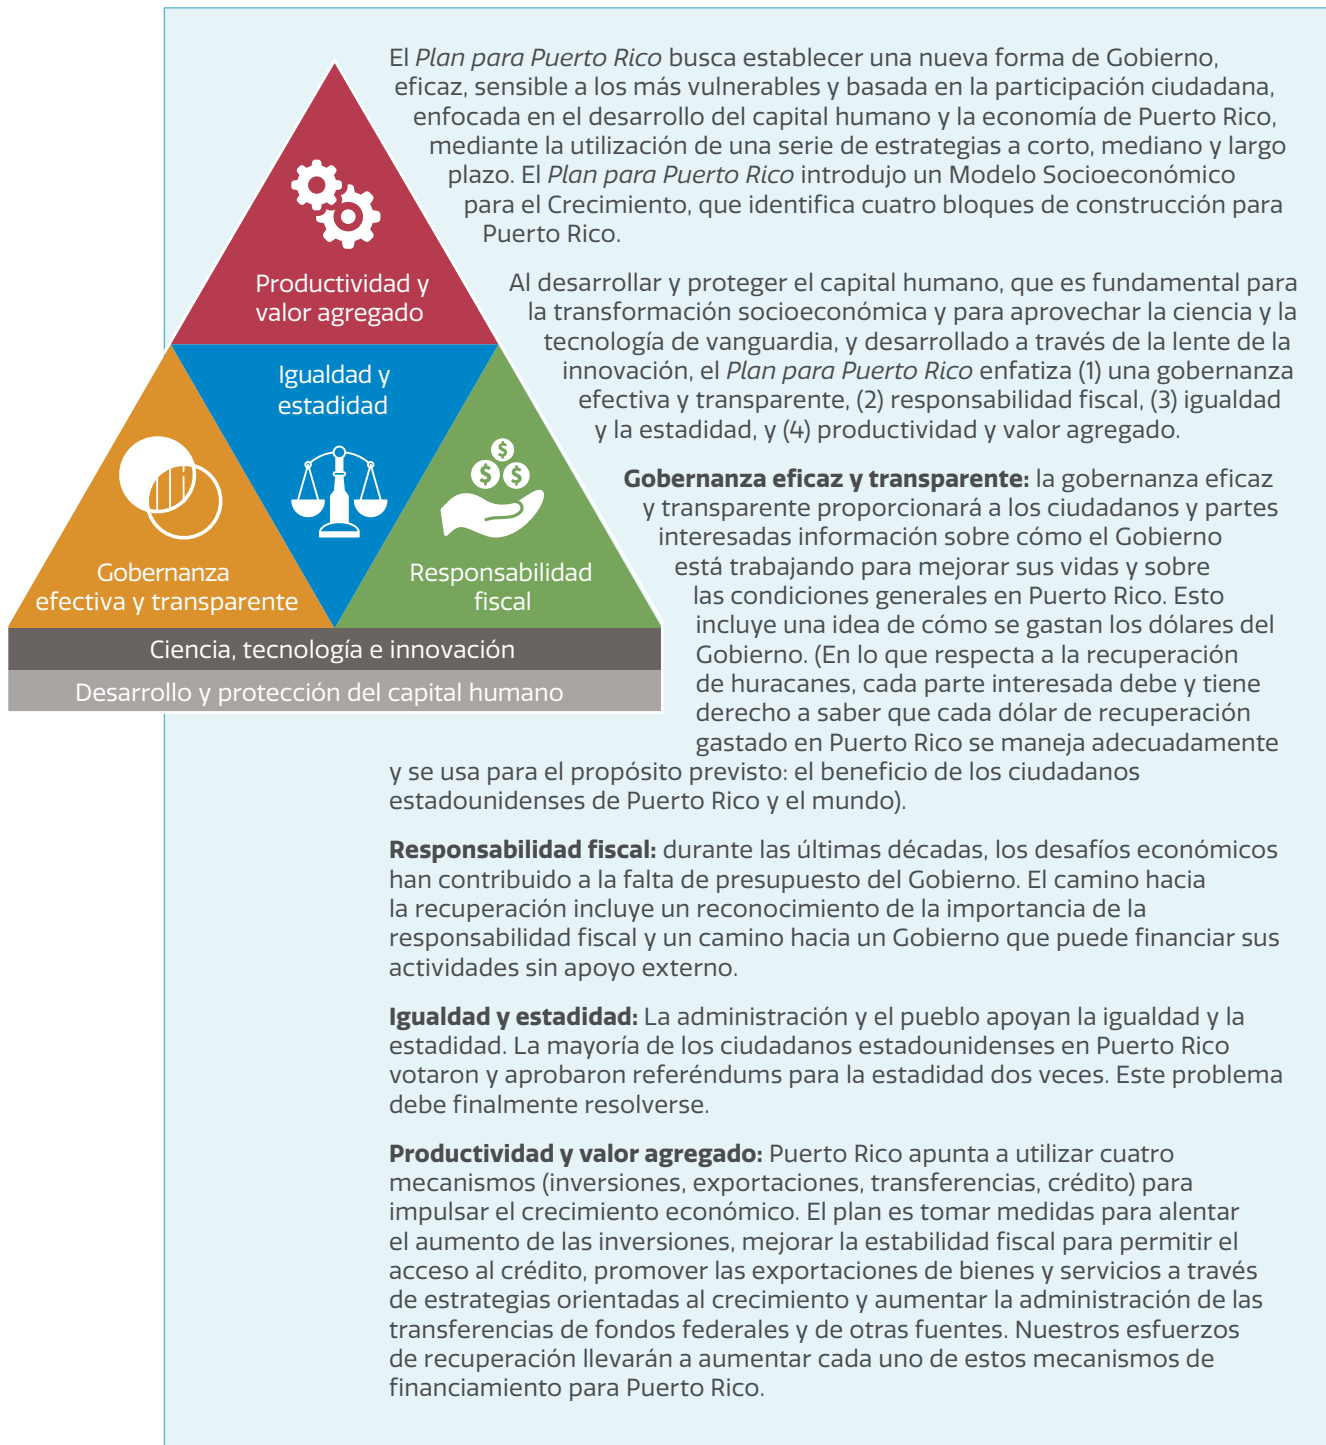 El Plan para Puerto Rico busca establecer una nueva forma de Gobierno,
eficaz, sensible a los más vulnerables y basada en la participación ciudadana,
enfocada en el desarrollo del capital humano y la economía de Puerto Rico,
mediante la utilización de una serie de estrategias a corto, mediano y largo
plazo. El Plan para Puerto Rico introdujo un Modelo Socioeconómico
para el Crecimiento, que identifica cuatro bloques de construcción para
Puerto Rico.
Al desarrollar y proteger el capital humano, que es fundamental para
la transformación socioeconómica y para aprovechar la ciencia y la
tecnología de vanguardia, y desarrollado a través de la lente de la
innovación, el Plan para Puerto Rico enfatiza (1) una gobernanza
efectiva y transparente, (2) responsabilidad fiscal, (3) igualdad
y la estadidad, y (4) productividad y valor agregado.
Gobernanza eficaz y transparente: la gobernanza eficaz
y transparente proporcionará a los ciudadanos y partes
interesadas información sobre cómo el Gobierno
está trabajando para mejorar sus vidas y sobre
las condiciones generales en Puerto Rico. Esto
incluye una idea de cómo se gastan los dólares del
Gobierno. (En lo que respecta a la recuperación
de huracanes, cada parte interesada debe y tiene
derecho a saber que cada dólar de recuperación
gastado en Puerto Rico se maneja adecuadamente
y se usa para el propósito previsto: el beneficio de los ciudadanos
estadounidenses de Puerto Rico y el mundo).
Responsabilidad fiscal: durante las últimas décadas, los desafíos económicos
han contribuido a la falta de presupuesto del Gobierno. El camino hacia
la recuperación incluye un reconocimiento de la importancia de la
responsabilidad fiscal y un camino hacia un Gobierno que puede financiar sus
actividades sin apoyo externo.
Igualdad y estadidad: La administración y el pueblo apoyan la igualdad y la
estadidad. La mayoría de los ciudadanos estadounidenses en Puerto Rico
votaron y aprobaron referéndums para la estadidad dos veces. Este problema
debe finalmente resolverse.
Productividad y valor agregado: Puerto Rico apunta a utilizar cuatro
mecanismos (inversiones, exportaciones, transferencias, crédito) para
impulsar el crecimiento económico. El plan es tomar medidas para alentar
el aumento de las inversiones, mejorar la estabilidad fiscal para permitir el
acceso al crédito, promover las exportaciones de bienes y servicios a través
de estrategias orientadas al crecimiento y aumentar la administración de las
transferencias de fondos federales y de otras fuentes. Nuestros esfuerzos
de recuperación llevarán a aumentar cada uno de estos mecanismos de
financiamiento para Puerto Rico.
Productividad y
valor agregado
Igualdad y
estadidad
$
$ $
Gobernanza
efectiva y transparente
Responsabilidad
fiscal
Ciencia, tecnología e innovación
Desarrollo y protección del capital humano